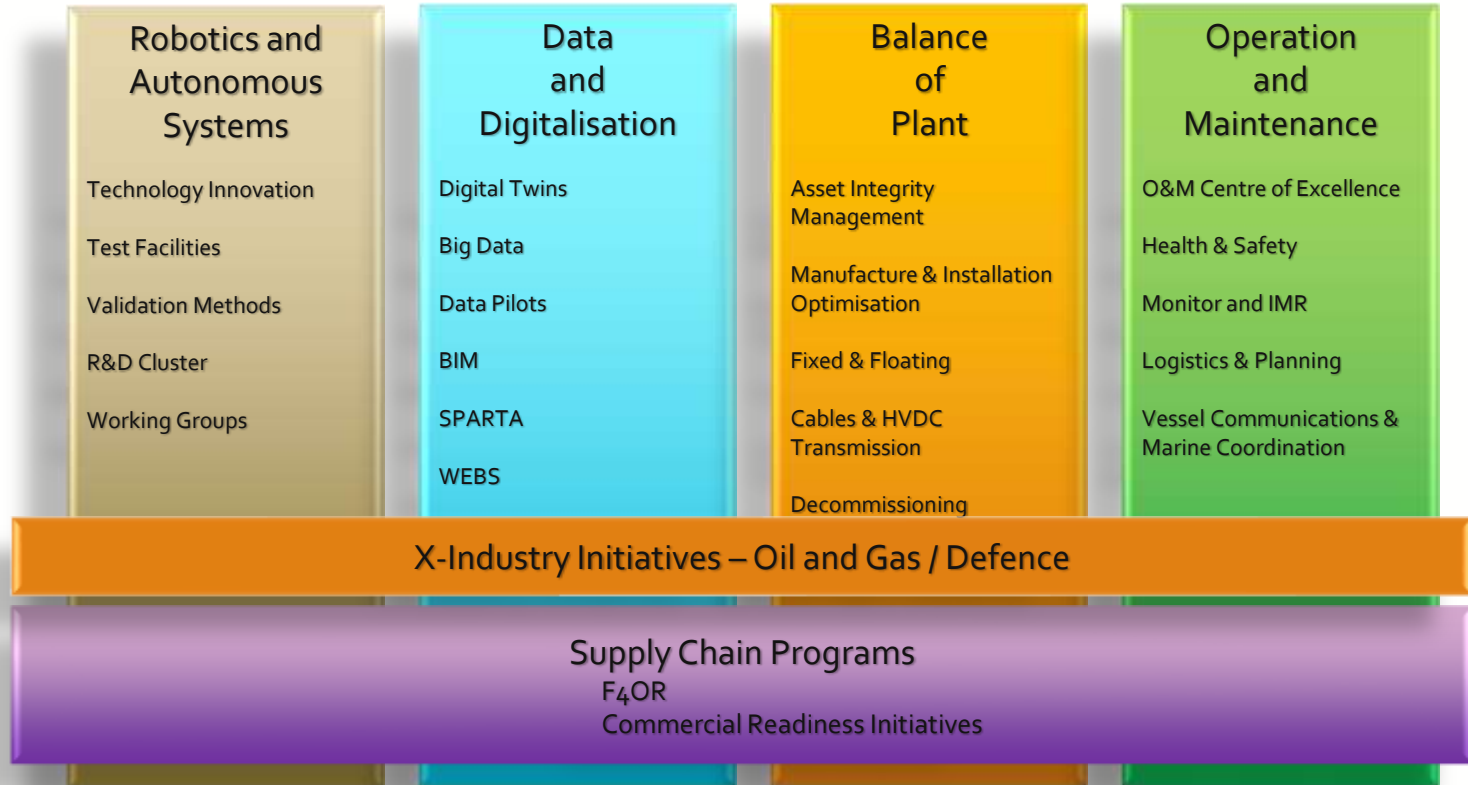 Robotics and
Autonomous
Systems
Technology Innovation
Test Facilities
Validation Methods
R&D Cluster
Working Groups
Data
and
Digitalisation
Digital Twins
Big Data
Data Pilots
BIM
SPARTA
WEBS
Balance
of
Plant
Asset Integrity
Management
Manufacture & Installation
Optimisation
Fixed & Floating
Cables & HVDC
Transmission
Decommissioning
Operation
and
Maintenance
O&M Centre of Excellence
Health & Safety
Monitor and IMR
Logistics & Planning
Vessel Communications &
Marine Coordination
X-Industry Initiatives – Oil and Gas / Defence
Supply Chain Programs
F4OR
Commercial Readiness Initiatives